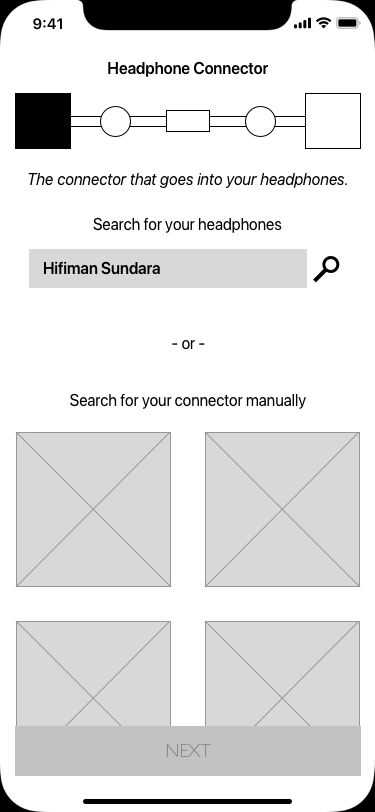 9:41
Headphone Connector
The connector that goes into your headphones.
Search for your headphones
Hifiman Sundara
- or -
Search for your connector manually
NEXT